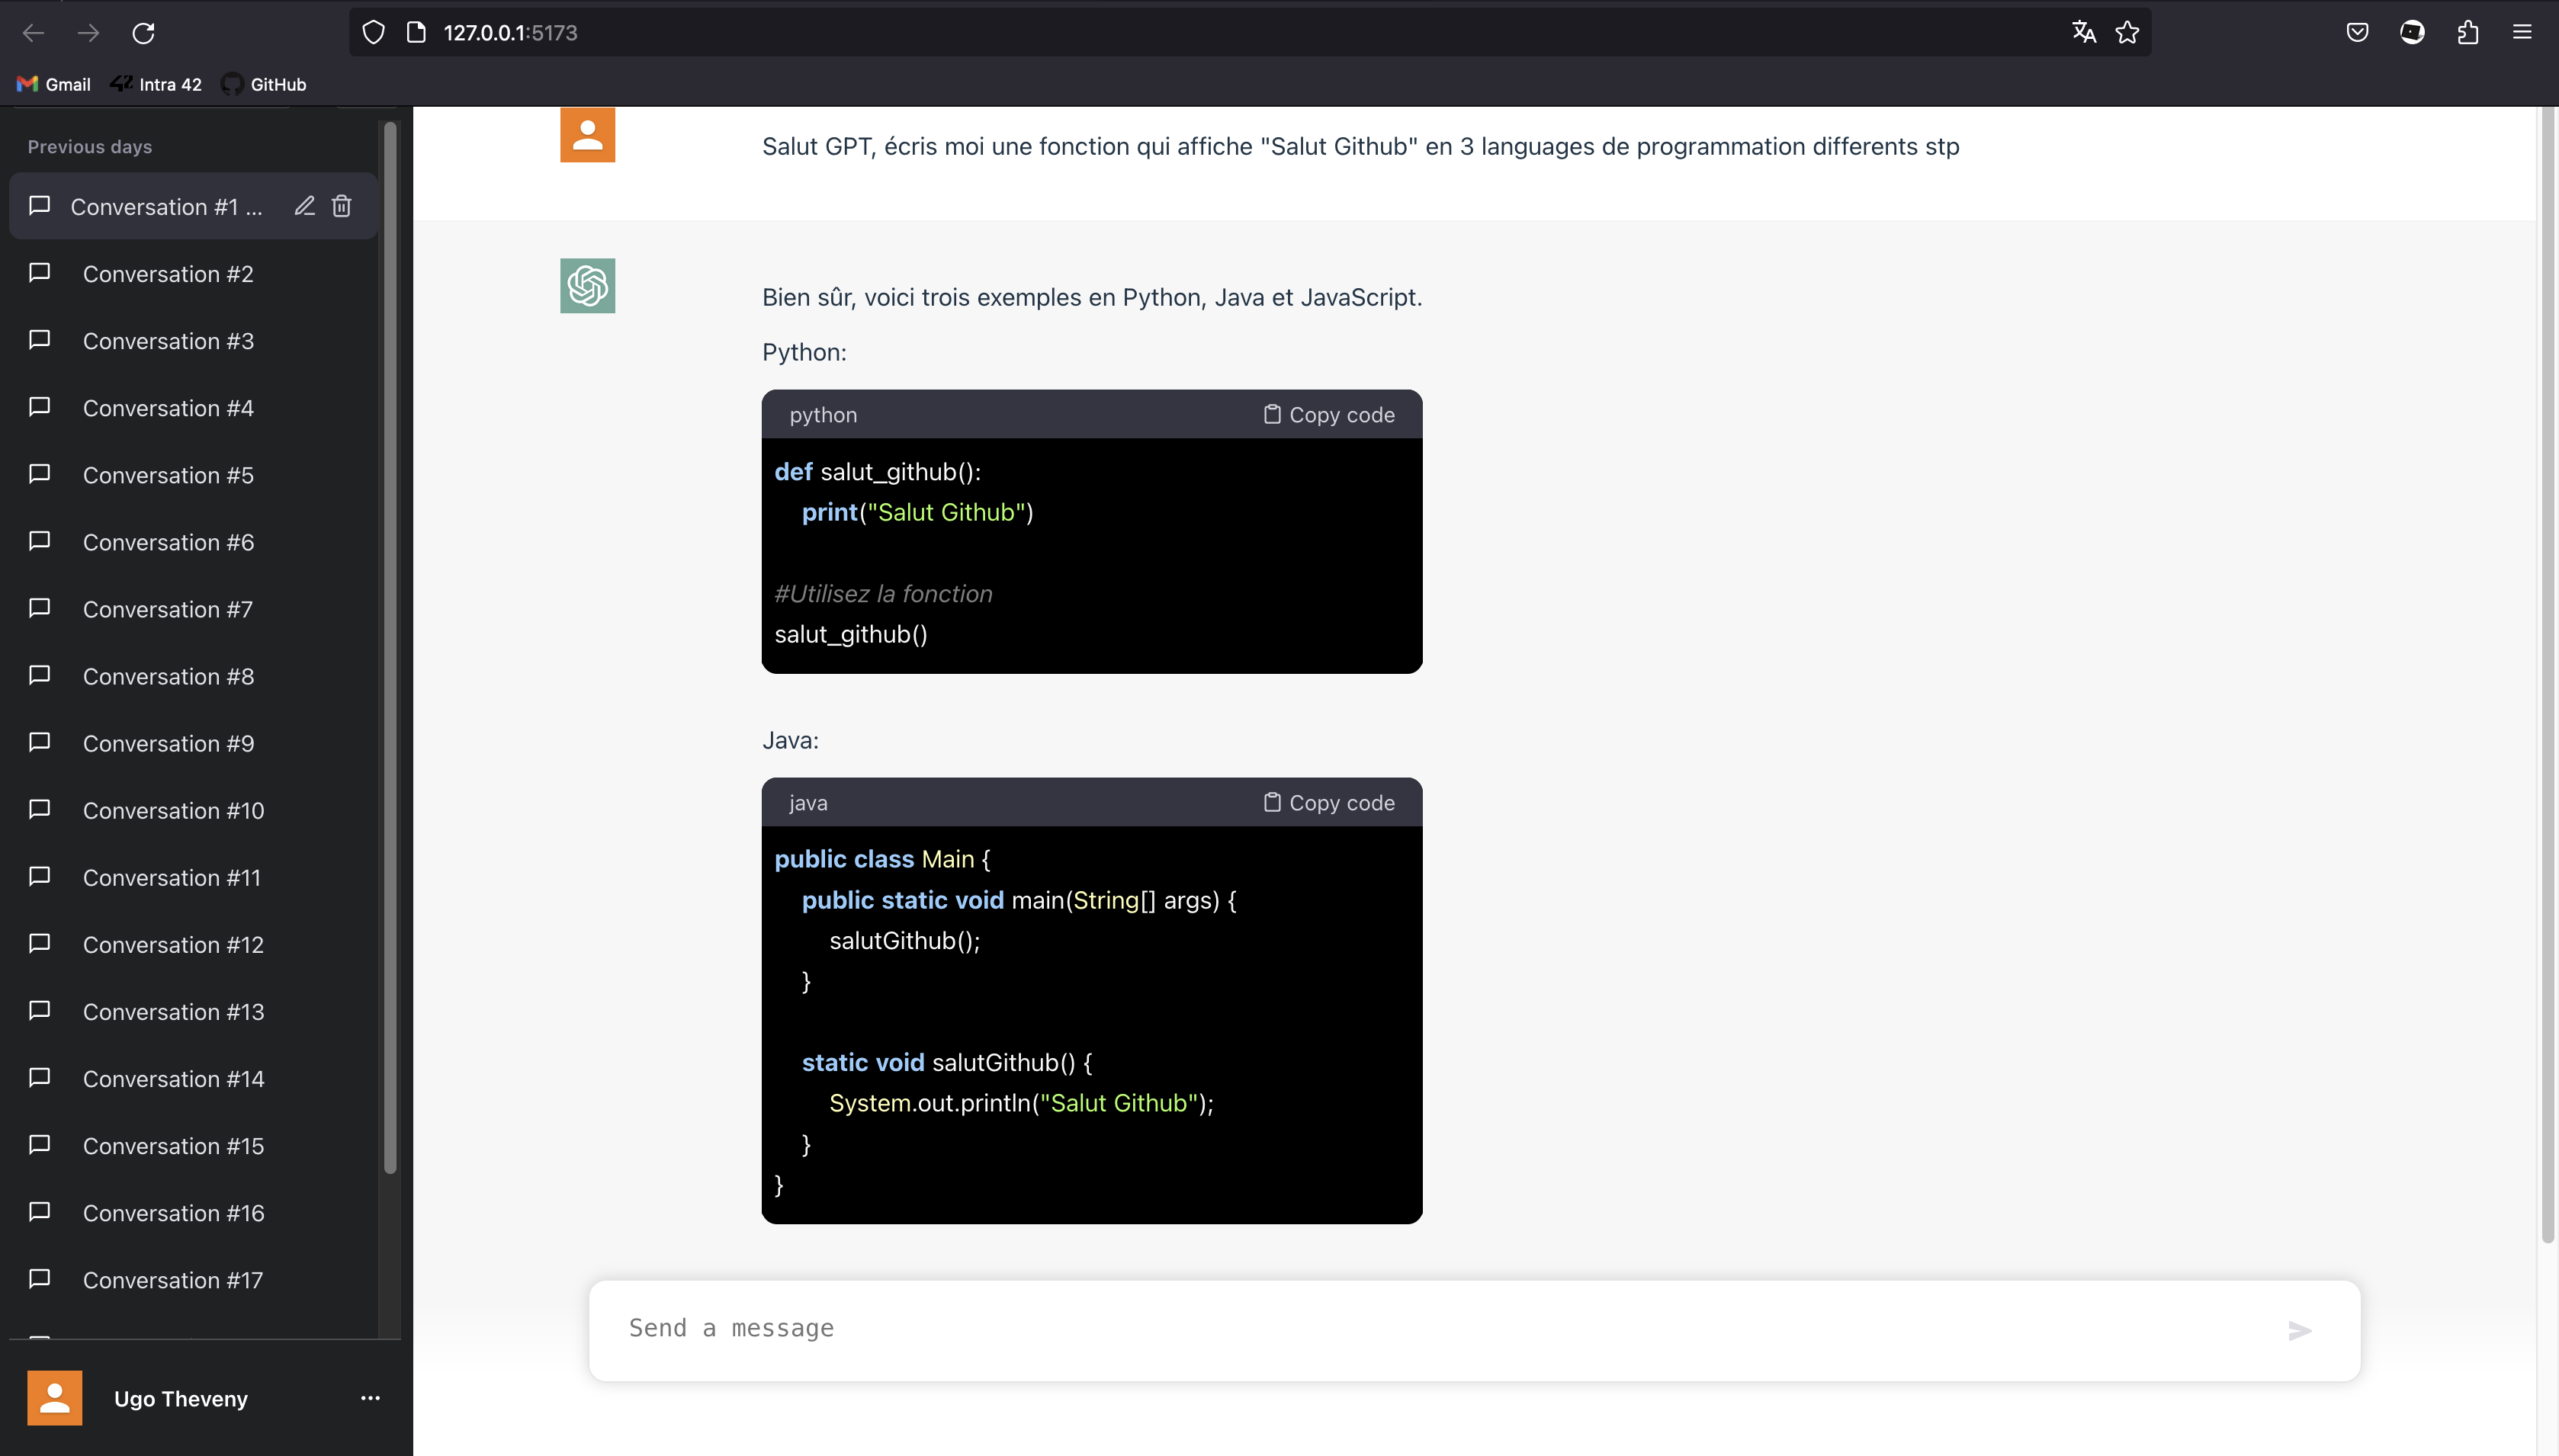 127.0.0.1:5173
Gmail
Intra 42
GitHub
Previous days
Conversation #1 ...
Conversation #2
Conversation #3
Conversation #4
Conversation #5
Conversation #6
Conversation #7
Conversation #8
Conversation #9
Conversation #10
Conversation #11
Conversation #12
Conversation #13
Conversation #14
Conversation #15
Conversation #16
Conversation #17
Ugo Theveny
Salut GPT, écris moi une fonction qui affiche "Salut Github" en 3 languages de programmation differents stp
Bien sûr, voici trois exemples en Python, Java et JavaScript.
Python:
python
Copy code
def salut_github():
print("Salut Github")
#Utilisez la fonction
salut_github()
Java:
java
Copy code
public class Main {
public static void main(String[] args) {
salutGithub();
}
static void salutGithub() {
System.out.println("Salut Github");
}
}
Send a message